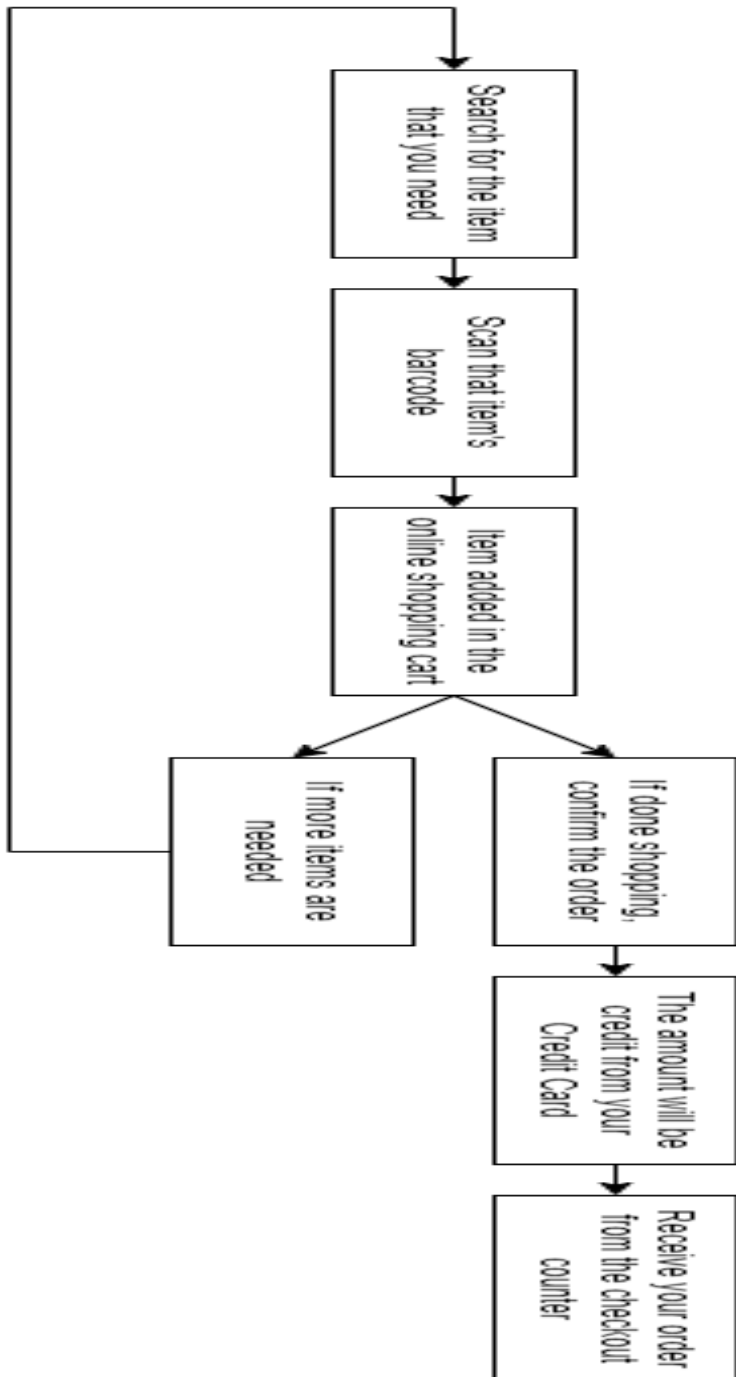 Search for the item
that you need
Scan that item's
barcode
Item added in the
online shopping cart
If done shopping,
confirm the order
The amount will be
credit from your
Credit Card
Receive your order
from the checkout
counter
If more items are
needed